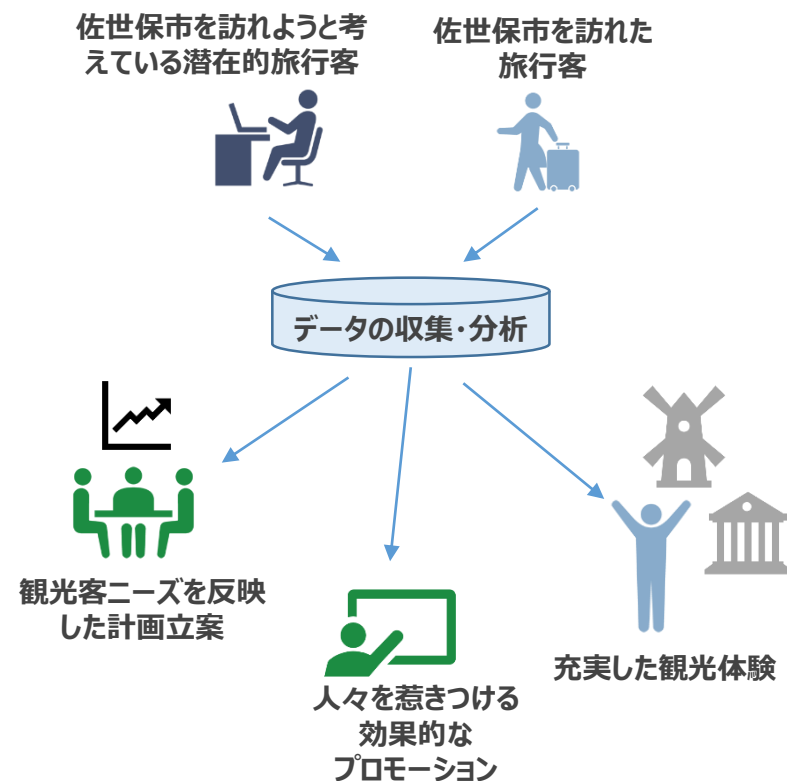 佐世保市を訪れようと考
えている潜在的旅行客
佐世保市を訪れた
旅行客
データの収集・分析
観光客ニーズを反映
した計画立案
人々を惹きつける
効果的な
プロモーション
充実した観光体験